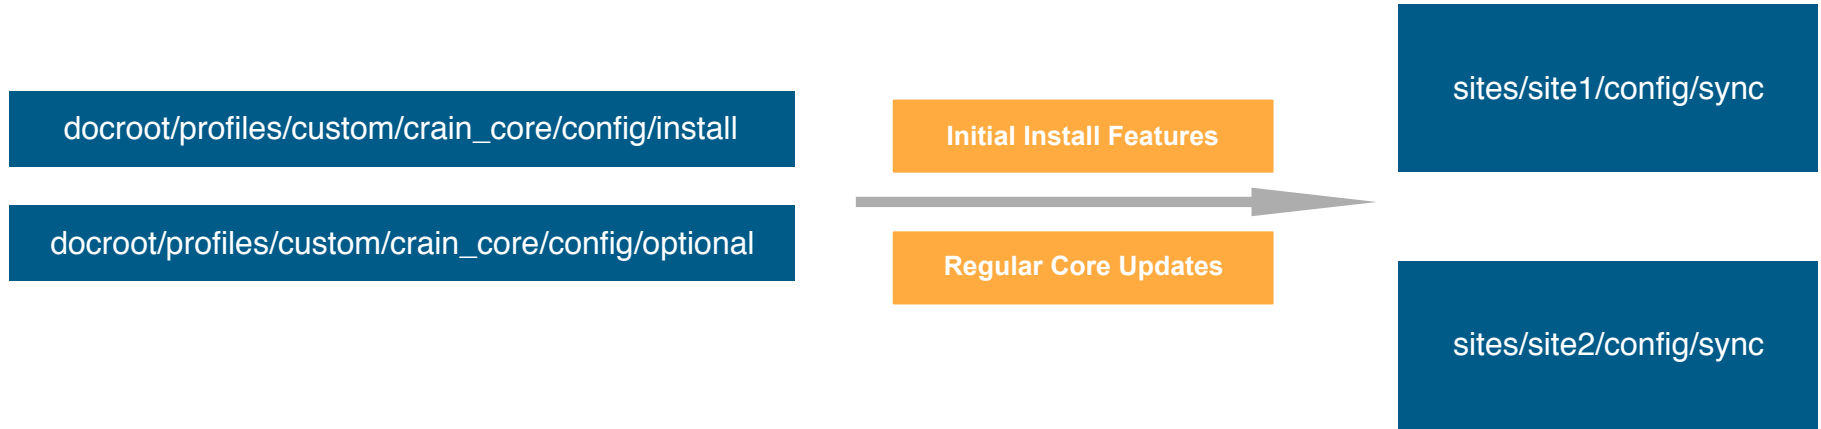 docroot/profiles/custom/crain_core/config/install
docroot/profiles/custom/crain_core/config/optional
Initial Install Features
Regular Core Updates
sites/site1/config/sync
sites/site2/config/sync